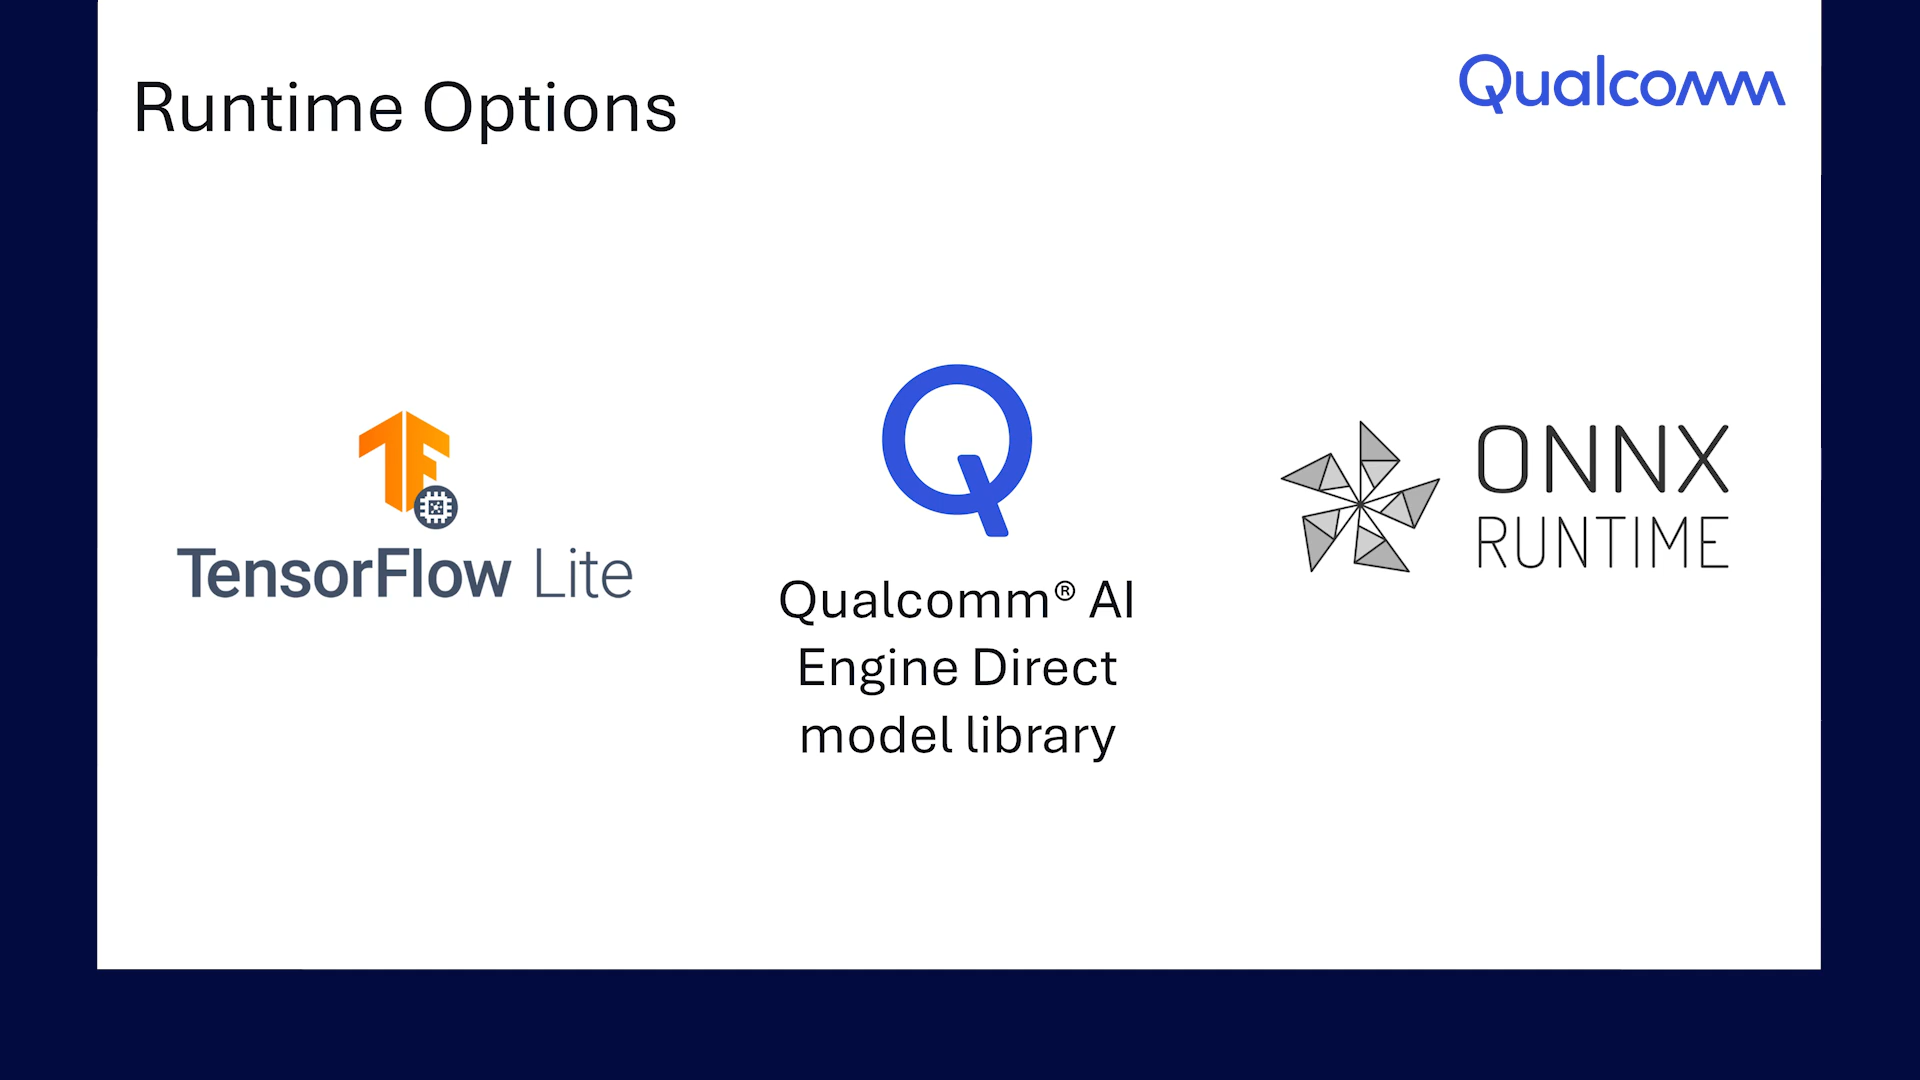 Runtime Options
Qualcomm
TensorFlow Lite
Qualcomm® AI
Engine Direct
model library
ONNX
RUNTIME